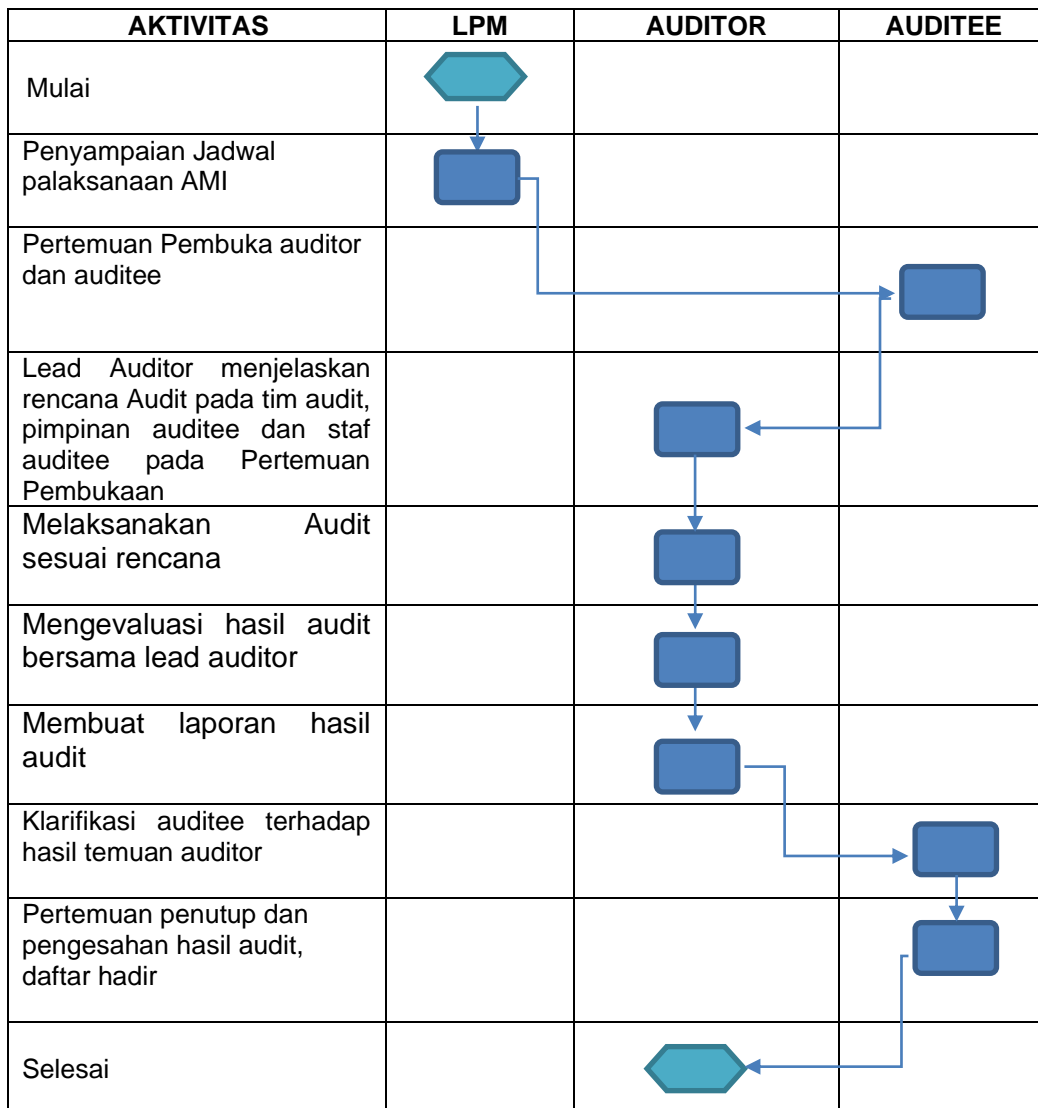 AKTIVITAS LPM AUDITOR AUDITEE
Mulai
Penyampaian Jadwal
palaksanaan AMI
Pertemuan Pembuka auditor
dan auditee
Lead Auditor menjelaskan
rencana Audit pada tim audit,
pimpinan auditee dan staf
auditee pada Pertemuan
Pembukaan
Melaksanakan Audit
sesuai rencana
Mengevaluasi hasil audit
bersama lead auditor
Membuat laporan hasil
audit
Klarifikasi auditee terhadap
hasil temuan auditor
Pertemuan penutup dan
pengesahan hasil audit,
daftar hadir
Selesai